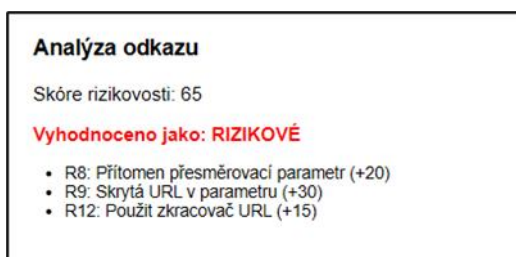 Analýza odkazu
Skóre rizikovosti: 65
Vyhodnoceno jako: RIZIKOVÉ
• R8: Přítomen přesměrovací parametr (+20)
• R9: Skrytá URL v parametru (+30)
• R12: Použit zkracovač URL (+15)